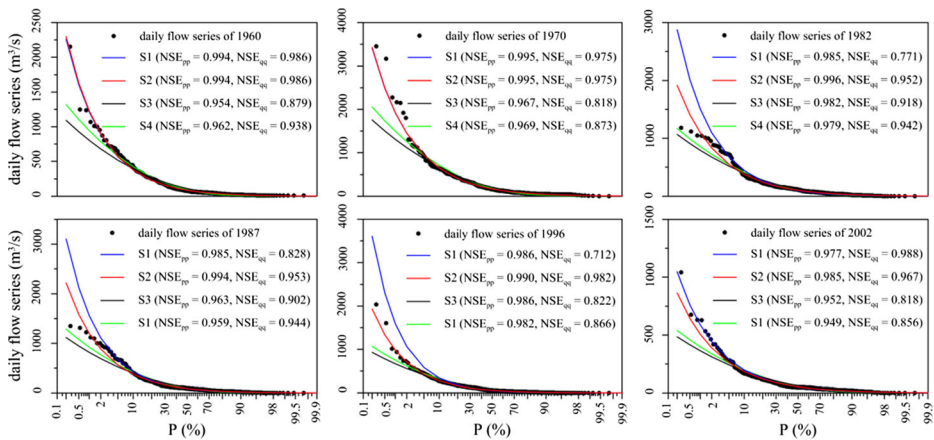 daily flow series (m³/s)
2500
2000
1500
1000
500
0
daily flow series of 1960
S1 (NSEpp = 0.994, NSEqq = 0.986)
S2 (NSEpp = 0.994, NSEqq = 0.986)
S3 (NSEpp = 0.954, NSEqq = 0.879)
S4 (NSEpp = 0.962, NSEqq = 0.938)
4000
3000
2000
1000
0
daily flow series of 1970
S1 (NSEpp = 0.995, NSEqq = 0.975)
S2 (NSEpp = 0.995, NSEqq = 0.975)
S3 (NSEpp = 0.967, NSEqq = 0.818)
S4 (NSEpp = 0.969, NSEqq = 0.873)
3000
2000
1000
0
daily flow series of 1982
S1 (NSEpp = 0.985, NSEqq = 0.771)
S2 (NSEpp = 0.996, NSEqq = 0.952)
S3 (NSEpp = 0.982, NSEqq = 0.918)
S4 (NSEpp = 0.979, NSEqq = 0.942)
daily flow series (m³/s)
3000
2000
1000
0
daily flow series of 1987
S1 (NSEpp = 0.985, NSEqq = 0.828)
S2 (NSEpp = 0.994, NSEqq = 0.953)
S3 (NSEpp = 0.963, NSEqq = 0.902)
S1 (NSEpp = 0.959, NSEqq = 0.944)
0.1 0.5 2 10 30 50 70 90 98 99.5 99.9
P (%)
4000
3000
2000
1000
0
daily flow series of 1996
S1 (NSEpp = 0.986, NSEqq = 0.712)
S2 (NSEpp = 0.990, NSEqq = 0.982)
S3 (NSEpp = 0.986, NSEqq = 0.822)
S1 (NSEpp = 0.982, NSEqq = 0.866)
0.1 0.5 2 10 30 50 70 90 98 99.5 99.9
P (%)
1500
1000
500
0
daily flow series of 2002
S1 (NSEpp = 0.977, NSEqq = 0.988)
S2 (NSEpp = 0.985, NSEqq = 0.967)
S3 (NSEpp = 0.952, NSEqq = 0.818)
S1 (NSEpp = 0.949, NSEqq = 0.856)
0.1 0.5 2 10 30 50 70 90 98 99.5 99.9
P (%)